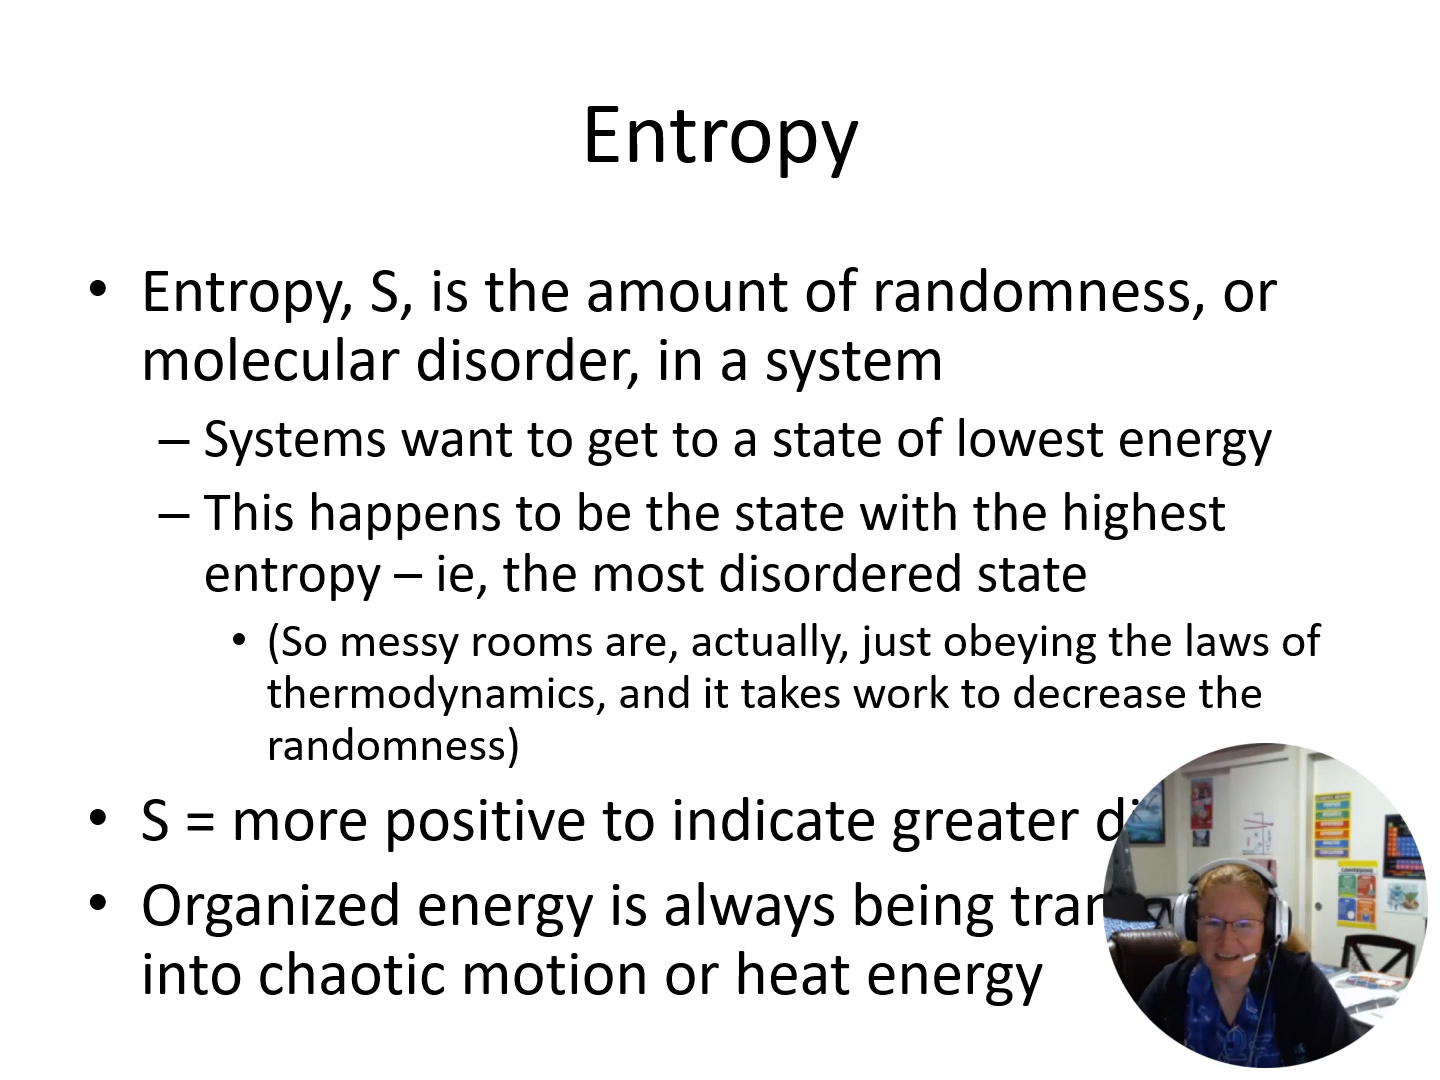 Entropy
• Entropy, S, is the amount of randomness, or
molecular disorder, in a system
– Systems want to get to a state of lowest energy
– This happens to be the state with the highest
entropy – ie, the most disordered state
• (So messy rooms are, actually, just obeying the laws of
thermodynamics, and it takes work to decrease the
randomness)
• S = more positive to indicate greater
• Organized energy is always being
into chaotic motion or heat energy